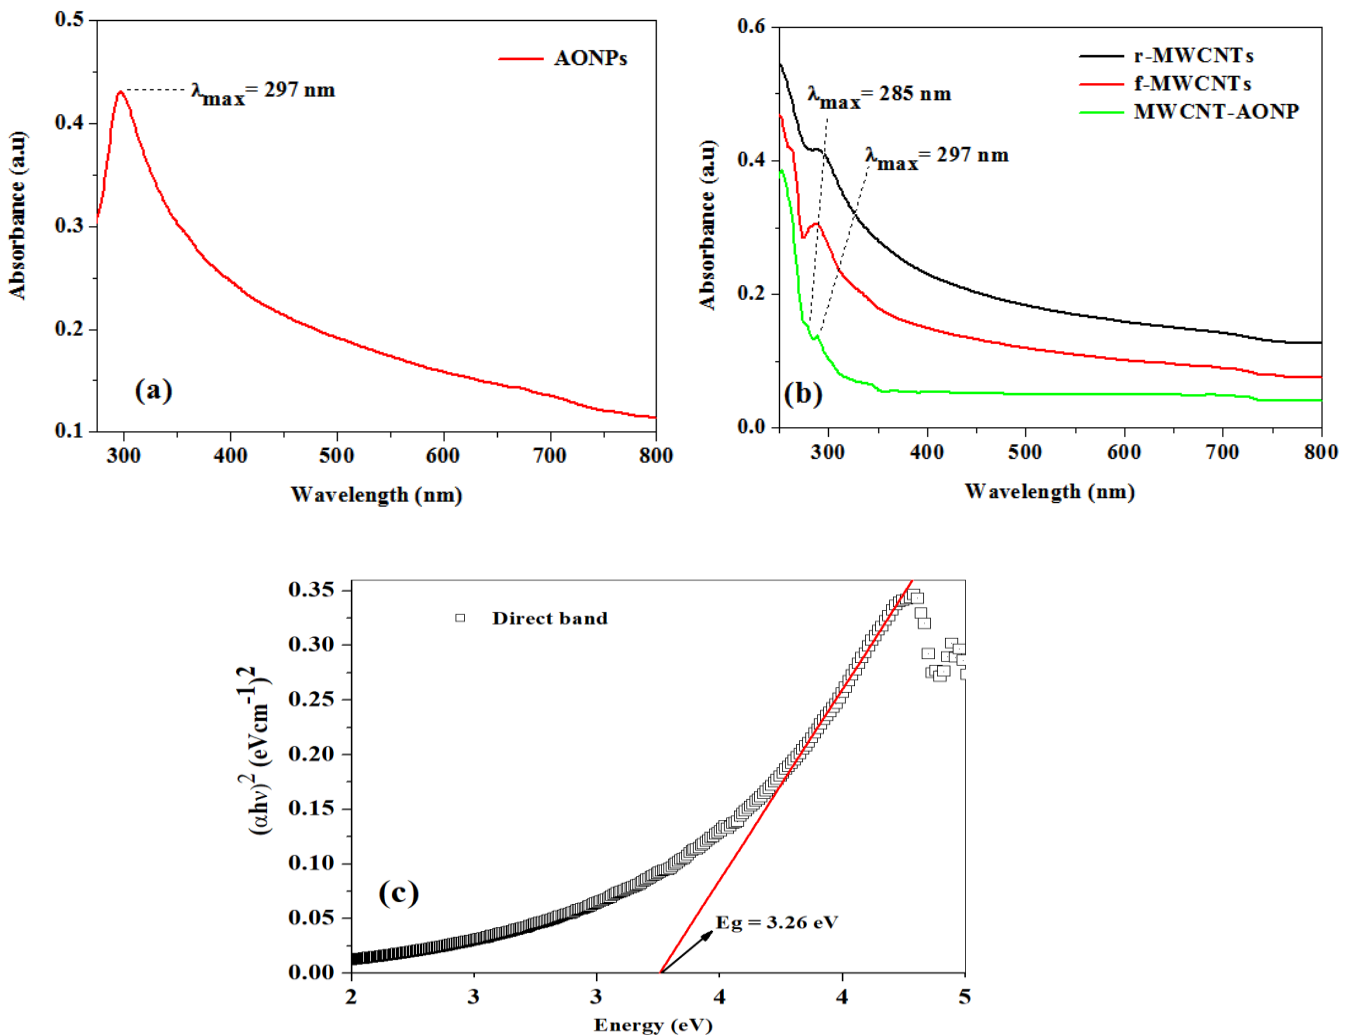 0.5
0.4
0.3
0.2
0.1
Absorbance (a.u)
AONPs
λmax= 297 nm
(a)
300 400 500 600 700 800
Wavelength (nm)
0.6
0.4
0.2
0.0
Absorbance (a.u)
r-MWCNTs
f-MWCNTs
MWCNT-AONP
λmax= 285 nm
λmax= 297 nm
(b)
300 400 500 600 700 800
Wavelength (nm)
0.35
0.30
0.25
0.20
0.15
0.10
0.05
0.00
(αhν)² (eVcm⁻¹)²
Direct band
(c)
Eg = 3.26 eV
2 3 3 4 4 5
Energy (eV)